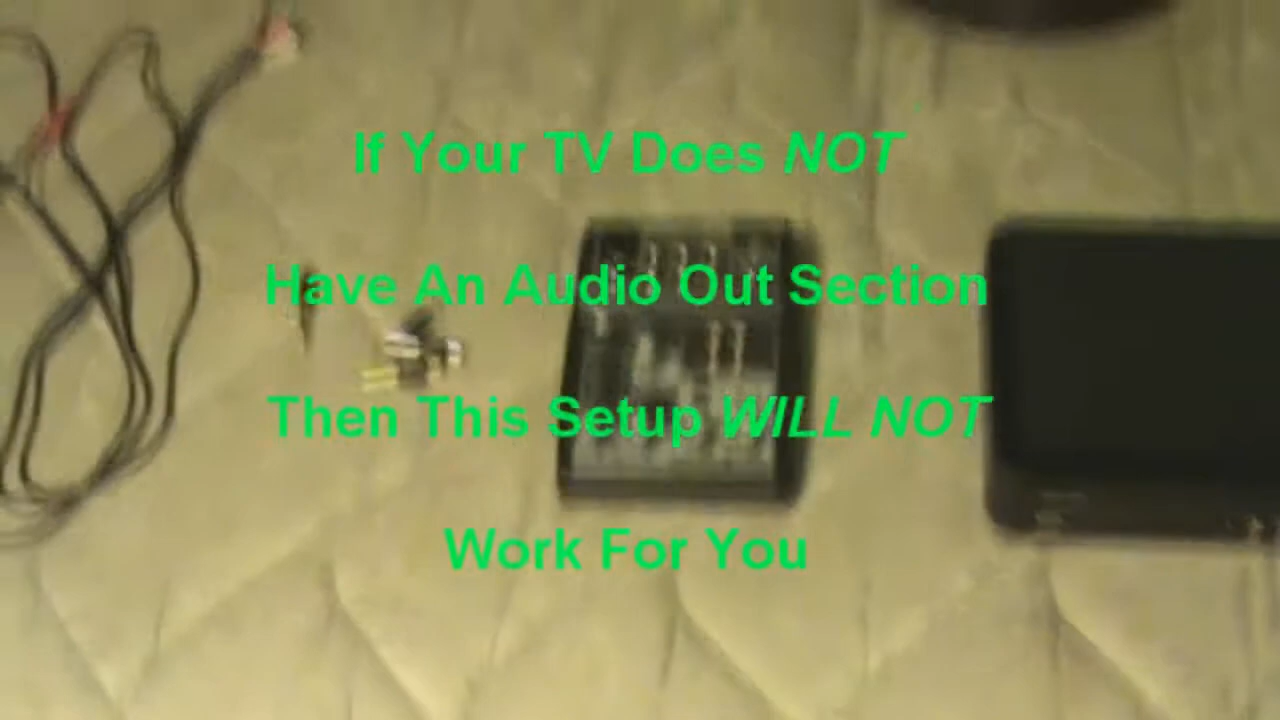 If Your TV Does NOT
Have An Audio Out Section
Then This Setup WILL NOT
Work For You